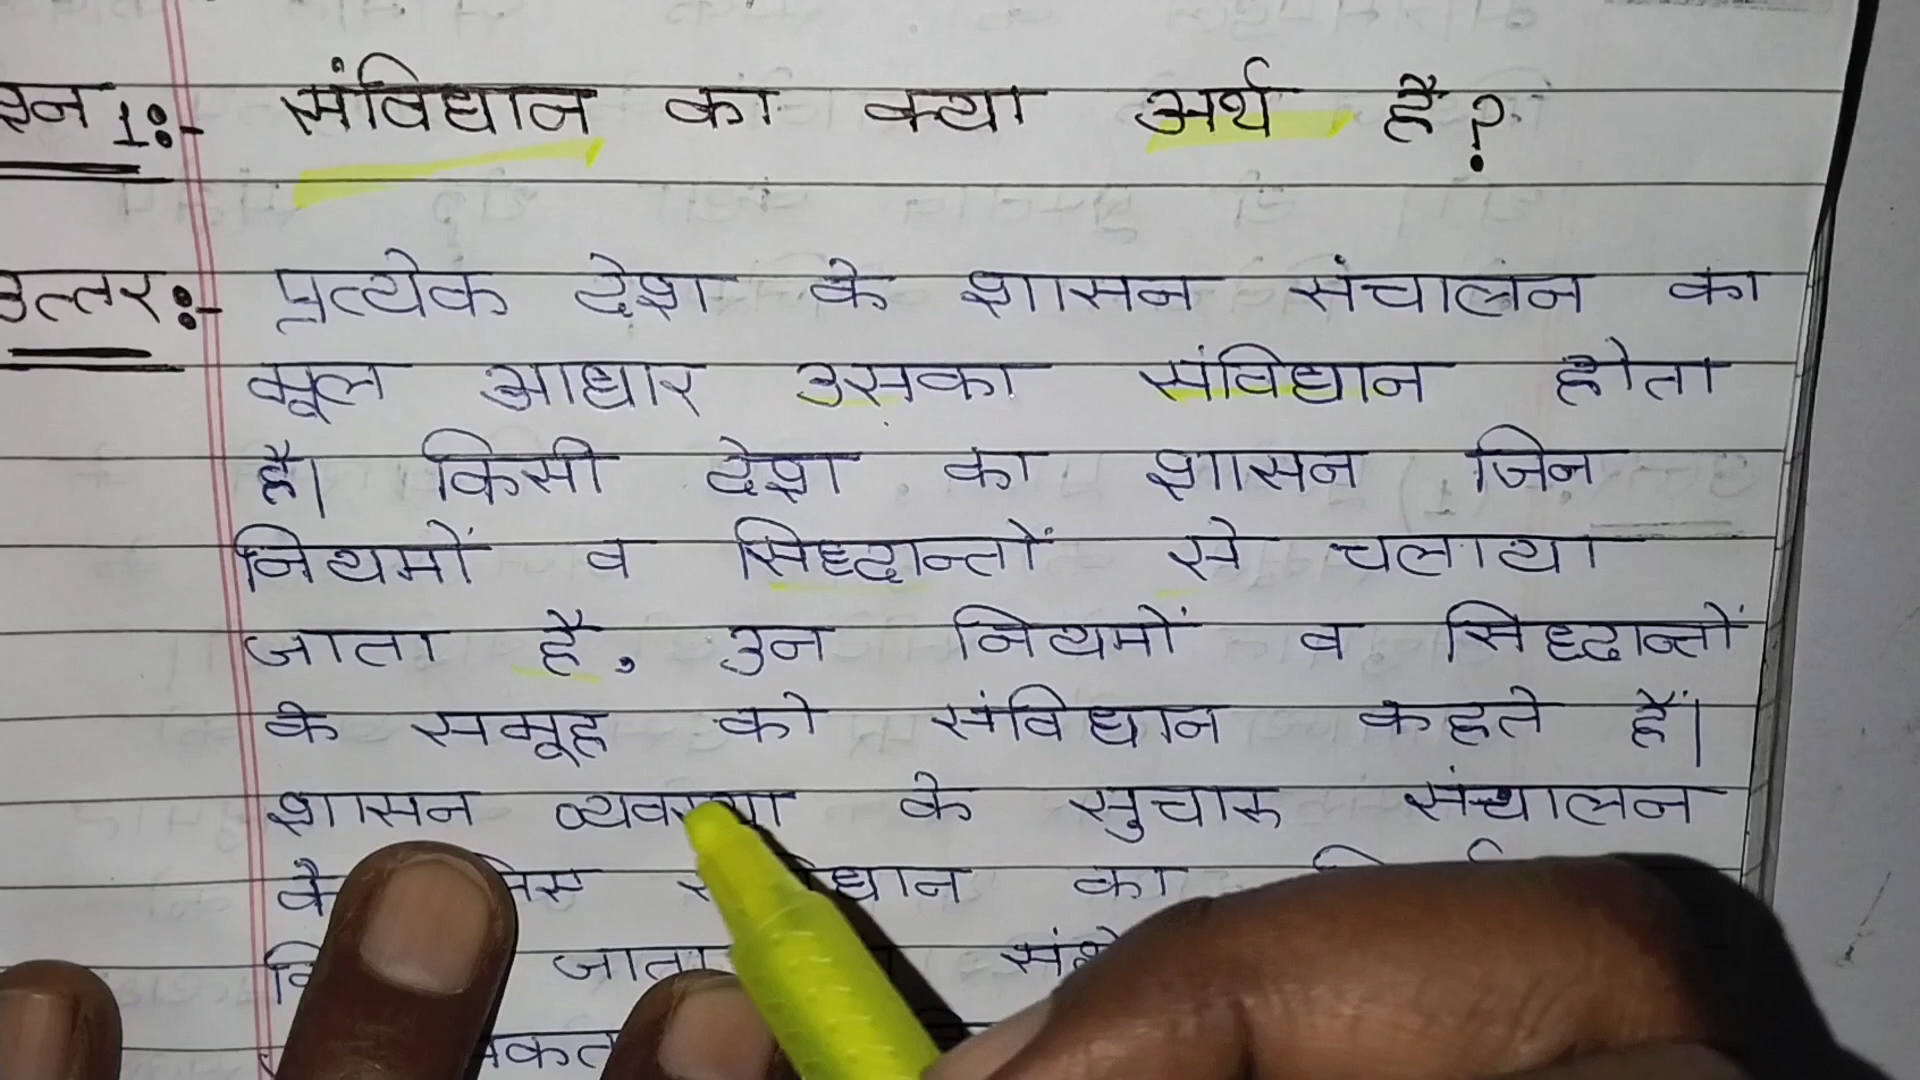 श्न 1:- संविधान का क्या अर्थ है?
उत्तर:- प्रत्येक देश के शासन संचालन का
मूल आधार उसका संविधान होता
है। किसी देश का शासन जिन
नियमों व सिद्धान्तों से चलाया
जाता है, उन नियमों व सिद्धान्तों
के समूह को संविधान कहते हैं।
शासन व्यवस्था के सुचारू संचालन
का
जाता